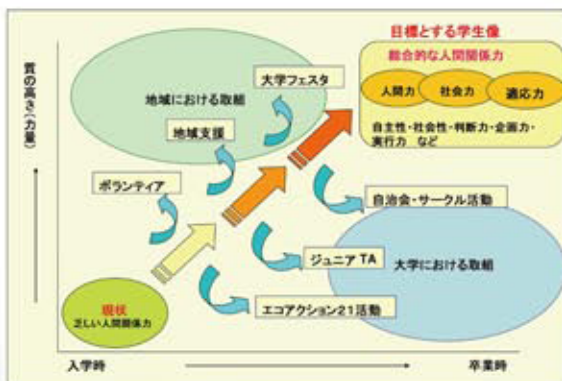 目標とする学生像
総合的な人間関係力
人間力
社会力
適応力
自主性・社会性・判断力・企画力・
実行力 など
質の高さ(力量)
地域における取組
大学フェスタ
地域支援
ボランティア
自治会・サークル活動
ジュニア TA
大学における取組
エコアクション21活動
現状
乏しい人間関係力
入学時
卒業時